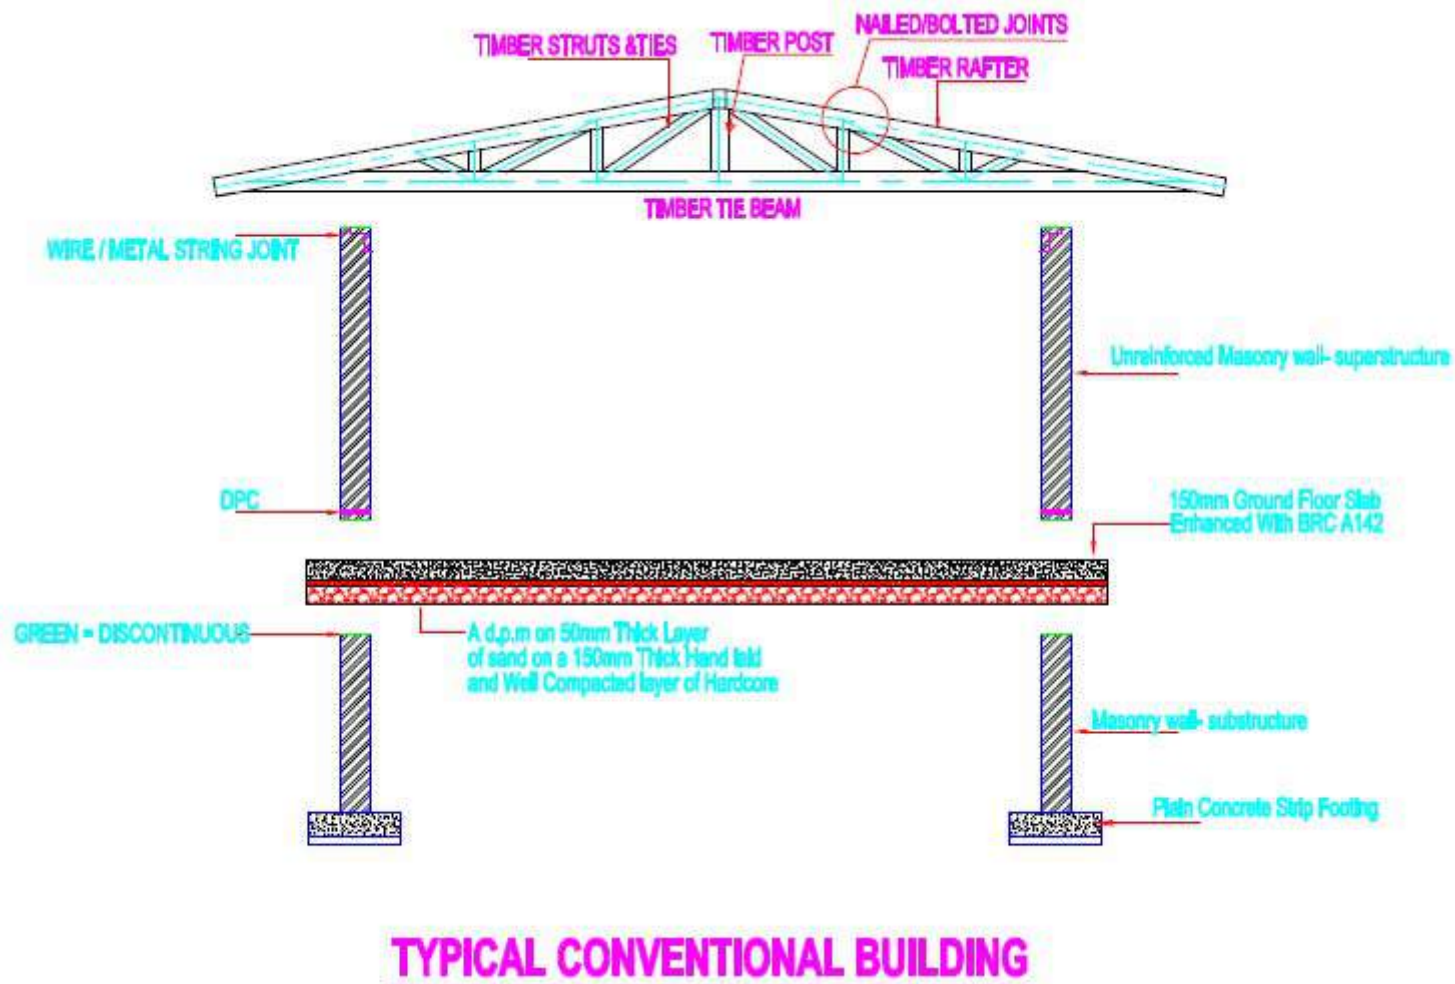 NAILED/BOLTED JOINTS
TIMBER STRUTS &TIES
TIMBER POST
TIMBER RAFTER
TIMBER TIE BEAM
WIRE / METAL STRING JOINT
Unreinforced Masonry wall- superstructure
DPC
150mm Ground Floor Slab
Enhanced With BRC A142
GREEN = DISCONTINUOUS
A d.p.m on 50mm Thick Layer
of sand on a 150mm Thick Hand laid
and Well Compacted layer of Hardcore
Masonry wall- substructure
Plain Concrete Strip Footing
TYPICAL CONVENTIONAL BUILDING